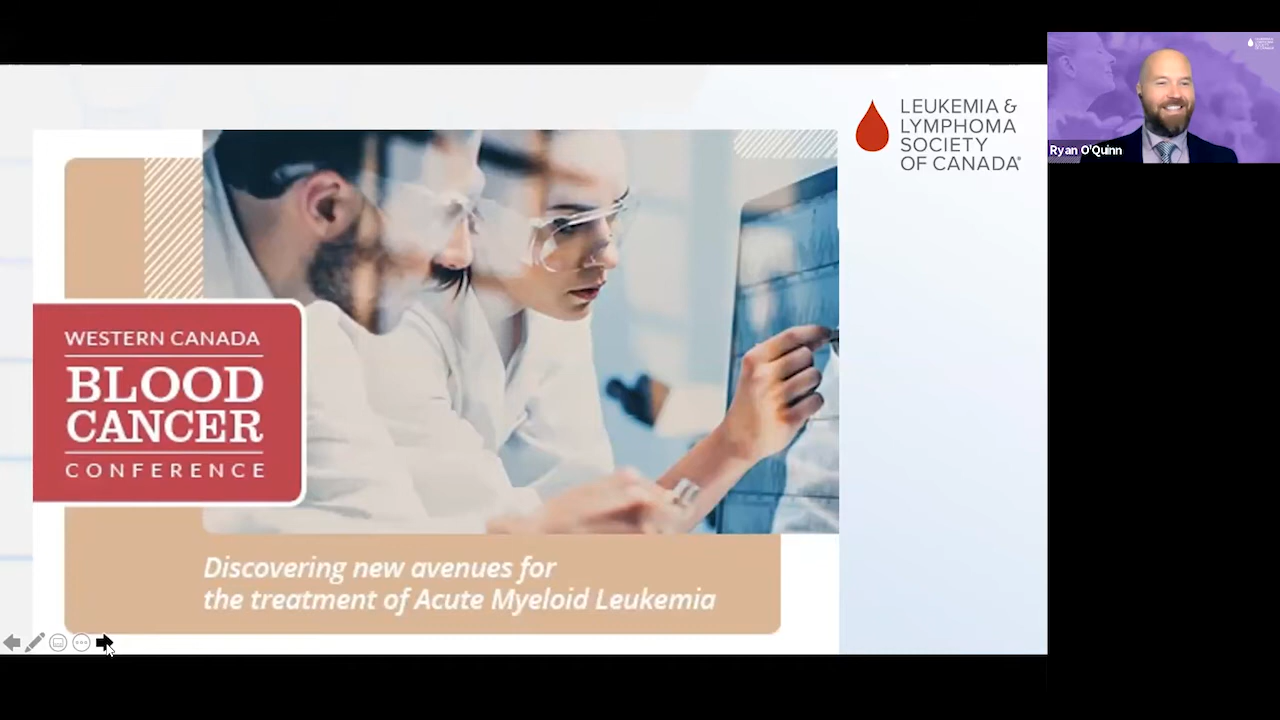 LEUKEMIA &
LYMPHOMA
SOCIETY
OF CANADA®
Ryan O'Quinn
WESTERN CANADA
BLOOD
CANCER
CONFERENCE
Discovering new avenues for
the treatment of Acute Myeloid Leukemia